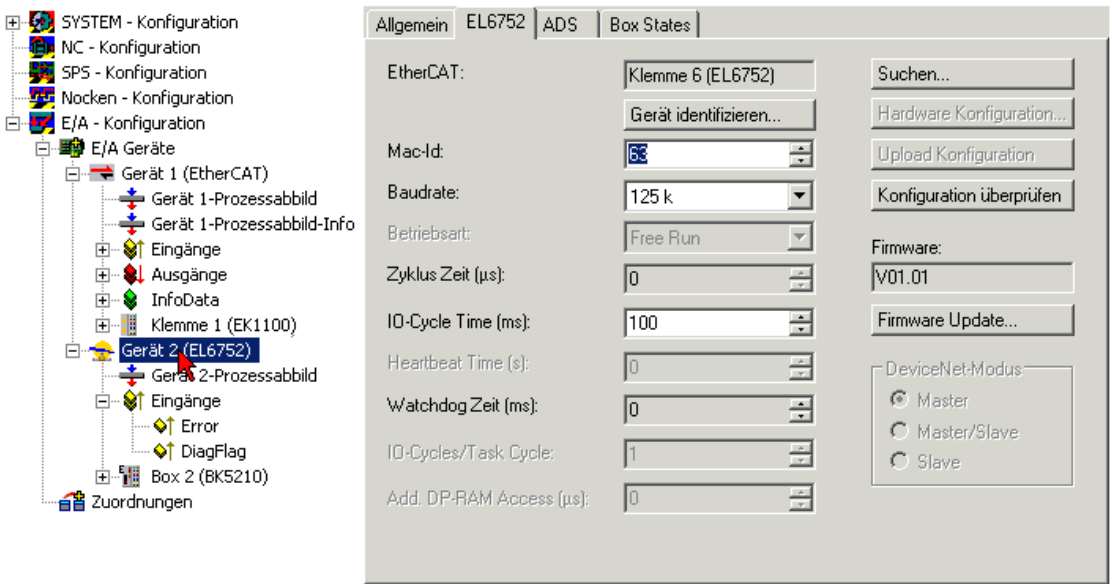 SYSTEM - Konfiguration
NC - Konfiguration
SPS - Konfiguration
Nocken - Konfiguration
E/A - Konfiguration
E/A Geräte
Gerät 1 (EtherCAT)
Gerät 1-Prozessabbild
Gerät 1-Prozessabbild-Info
Eingänge
Ausgänge
InfoData
Klemme 1 (EK1100)
Gerät 2 (EL6752)
Gerät 2-Prozessabbild
Eingänge
Error
DiagFlag
Box 2 (BK5210)
Zuordnungen
Allgemein EL6752 ADS Box States
EtherCAT: Klemme 6 (EL6752) Suchen...
Gerät identifizieren... Hardware Konfiguration...
Mac-Id: 63 Upload Konfiguration
Baudrate: 125 k Konfiguration überprüfen
Betriebsart: Free Run
Firmware:
Zyklus Zeit (µs): 0 V01.01
IO-Cycle Time (ms): 100 Firmware Update...
Heartbeat Time (s): 0 DeviceNet-Modus
Master
Watchdog Zeit (ms): 0
Master/Slave
IO-Cycles/Task Cycle: 1 Slave
Add. DP-RAM Access (µs): 0